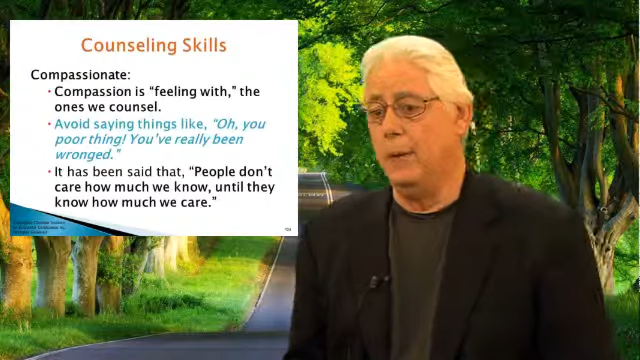 Counseling Skills
Compassionate:
• Compassion is “feeling with,” the
ones we counsel.
• Avoid saying things like, “Oh, you
poor thing! You’ve really been
wronged.”
• It has been said that, “People don’t
care how much we know, until they
know how much we care.”